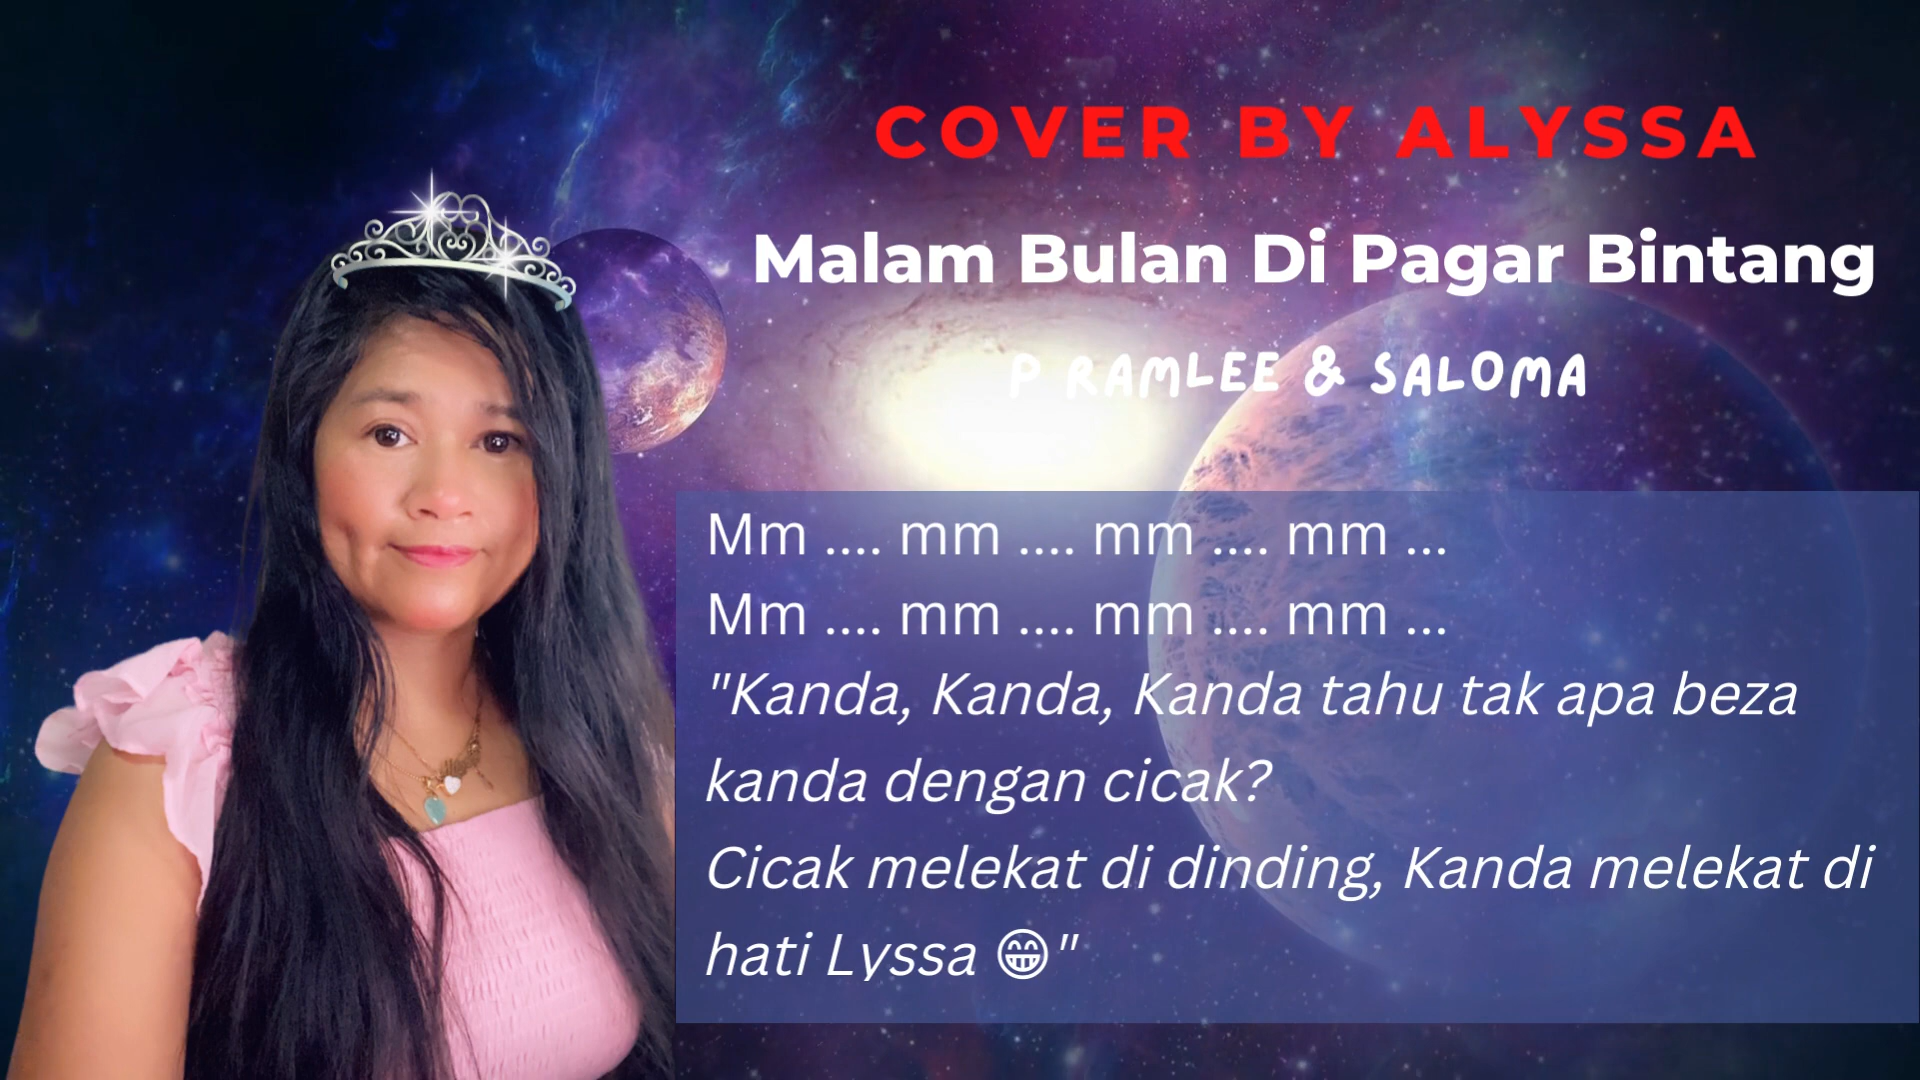 COVER BY ALYSSA
Malam Bulan Di Pagar Bintang
P RAMLEE & SALOMA
Mm .... mm .... mm .... mm ...
Mm .... mm .... mm .... mm ...
"Kanda, Kanda, Kanda tahu tak apa beza
kanda dengan cicak?
Cicak melekat di dinding, Kanda melekat di
hati Lyssa 😁"